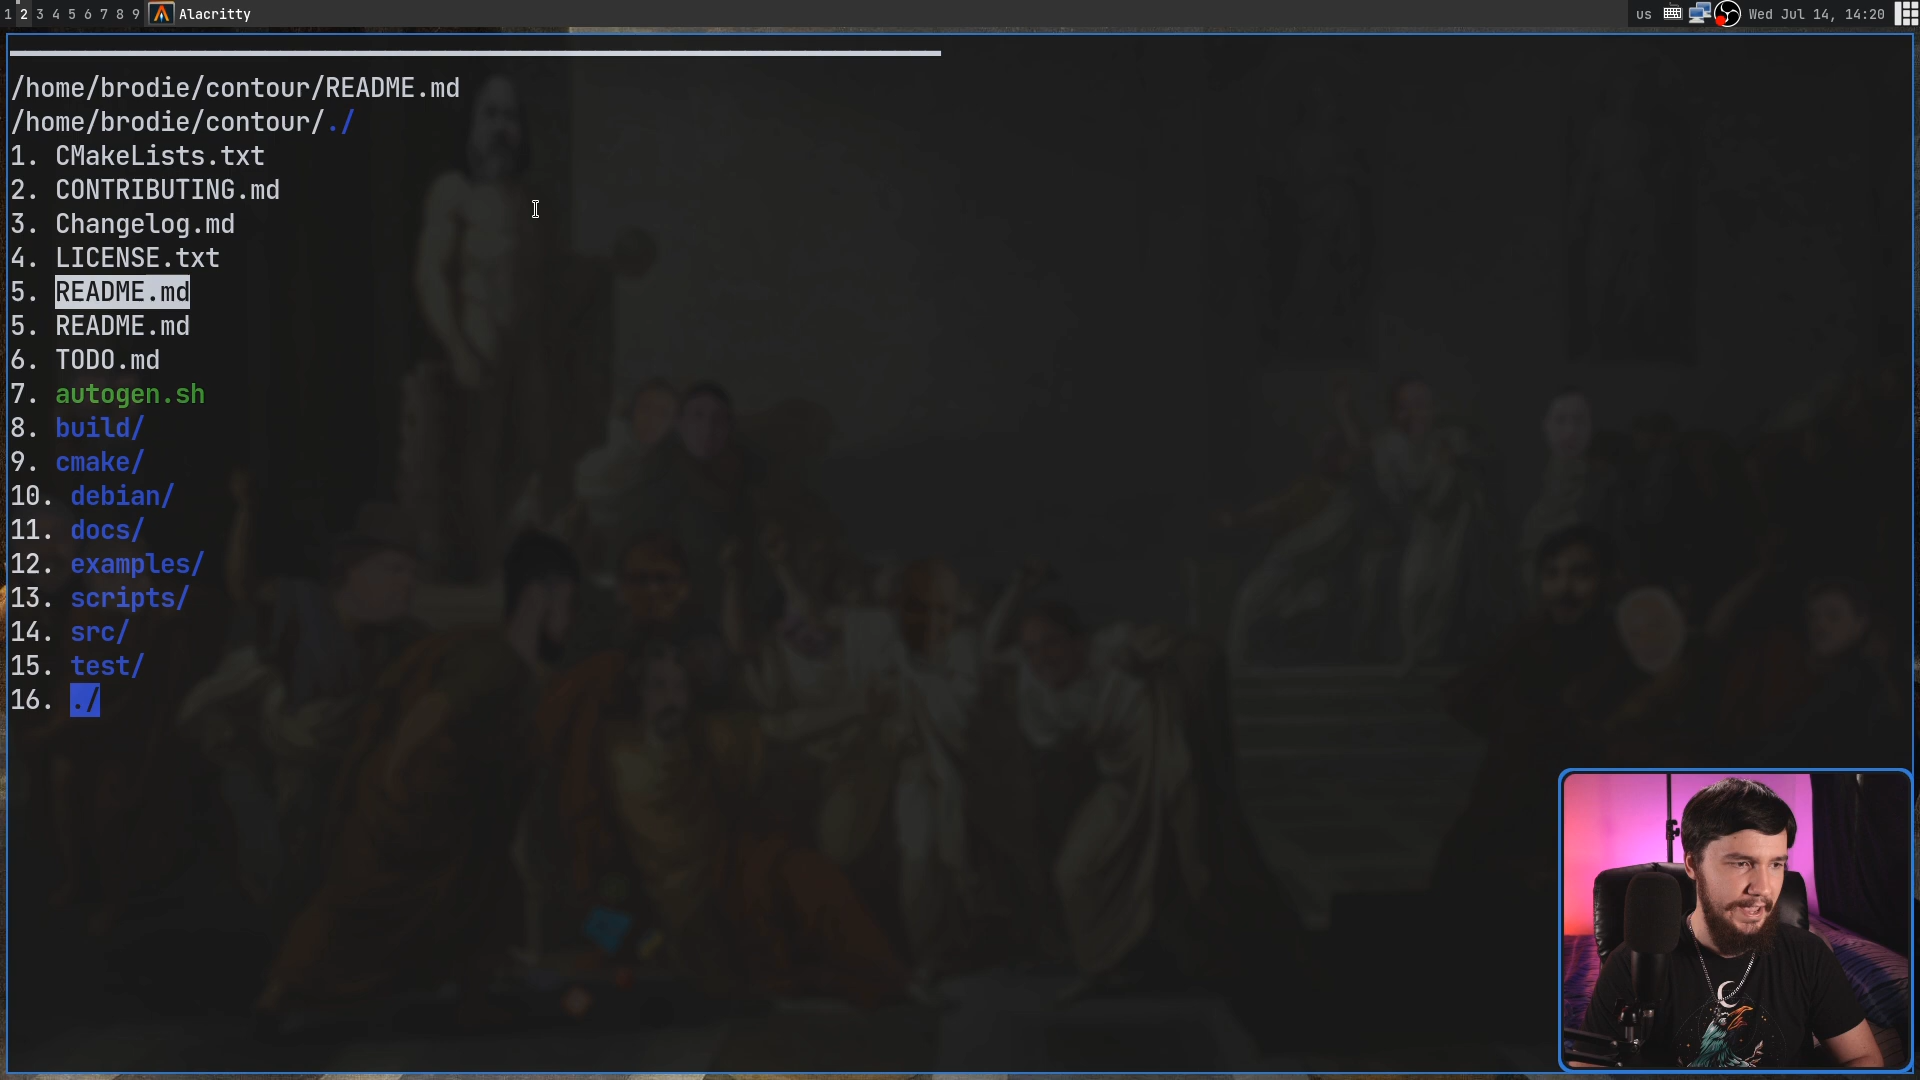 1 2 3 4 5 6 7 8 9 Alacritty us Wed Jul 14, 14:20
/home/brodie/contour/README.md
/home/brodie/contour/./
1. CMakeLists.txt
2. CONTRIBUTING.md
3. Changelog.md
4. LICENSE.txt
5. README.md
5. README.md
6. TODO.md
7. autogen.sh
8. build/
9. cmake/
10. debian/
11. docs/
12. examples/
13. scripts/
14. src/
15. test/
16. ./